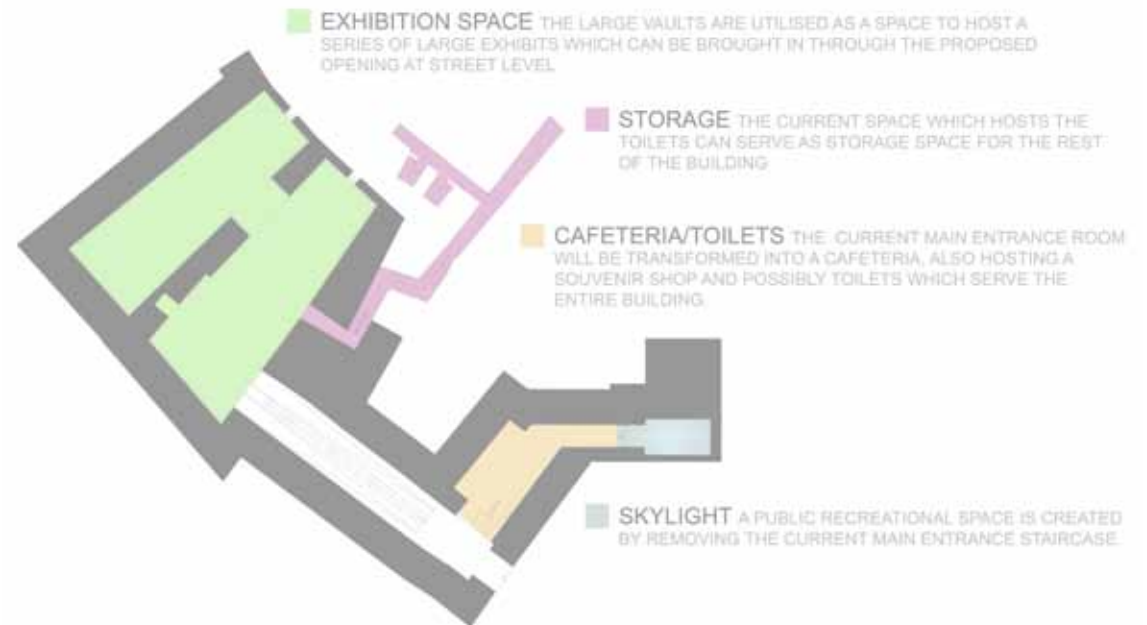 EXHIBITION SPACE THE LARGE VAULTS ARE UTILISED AS A SPACE TO HOST A
SERIES OF LARGE EXHIBITS WHICH CAN BE BROUGHT IN THROUGH THE PROPOSED
OPENING AT STREET LEVEL
STORAGE THE CURRENT SPACE WHICH HOSTS THE
TOILETS CAN SERVE AS STORAGE SPACE FOR THE REST
OF THE BUILDING
CAFETERIA/TOILETS THE CURRENT MAIN ENTRANCE ROOM
WILL BE TRANSFORMED INTO A CAFETERIA, ALSO HOSTING A
SOUVENIR SHOP AND POSSIBLY TOILETS WHICH SERVE THE
ENTIRE BUILDING.
SKYLIGHT A PUBLIC RECREATIONAL SPACE IS CREATED
BY REMOVING THE CURRENT MAIN ENTRANCE STAIRCASE.